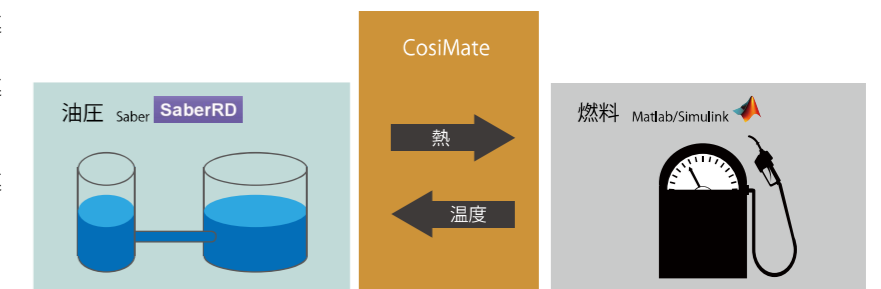 CosiMate
油圧 Saber SaberRD
熱
温度
燃料 Matlab/Simulink